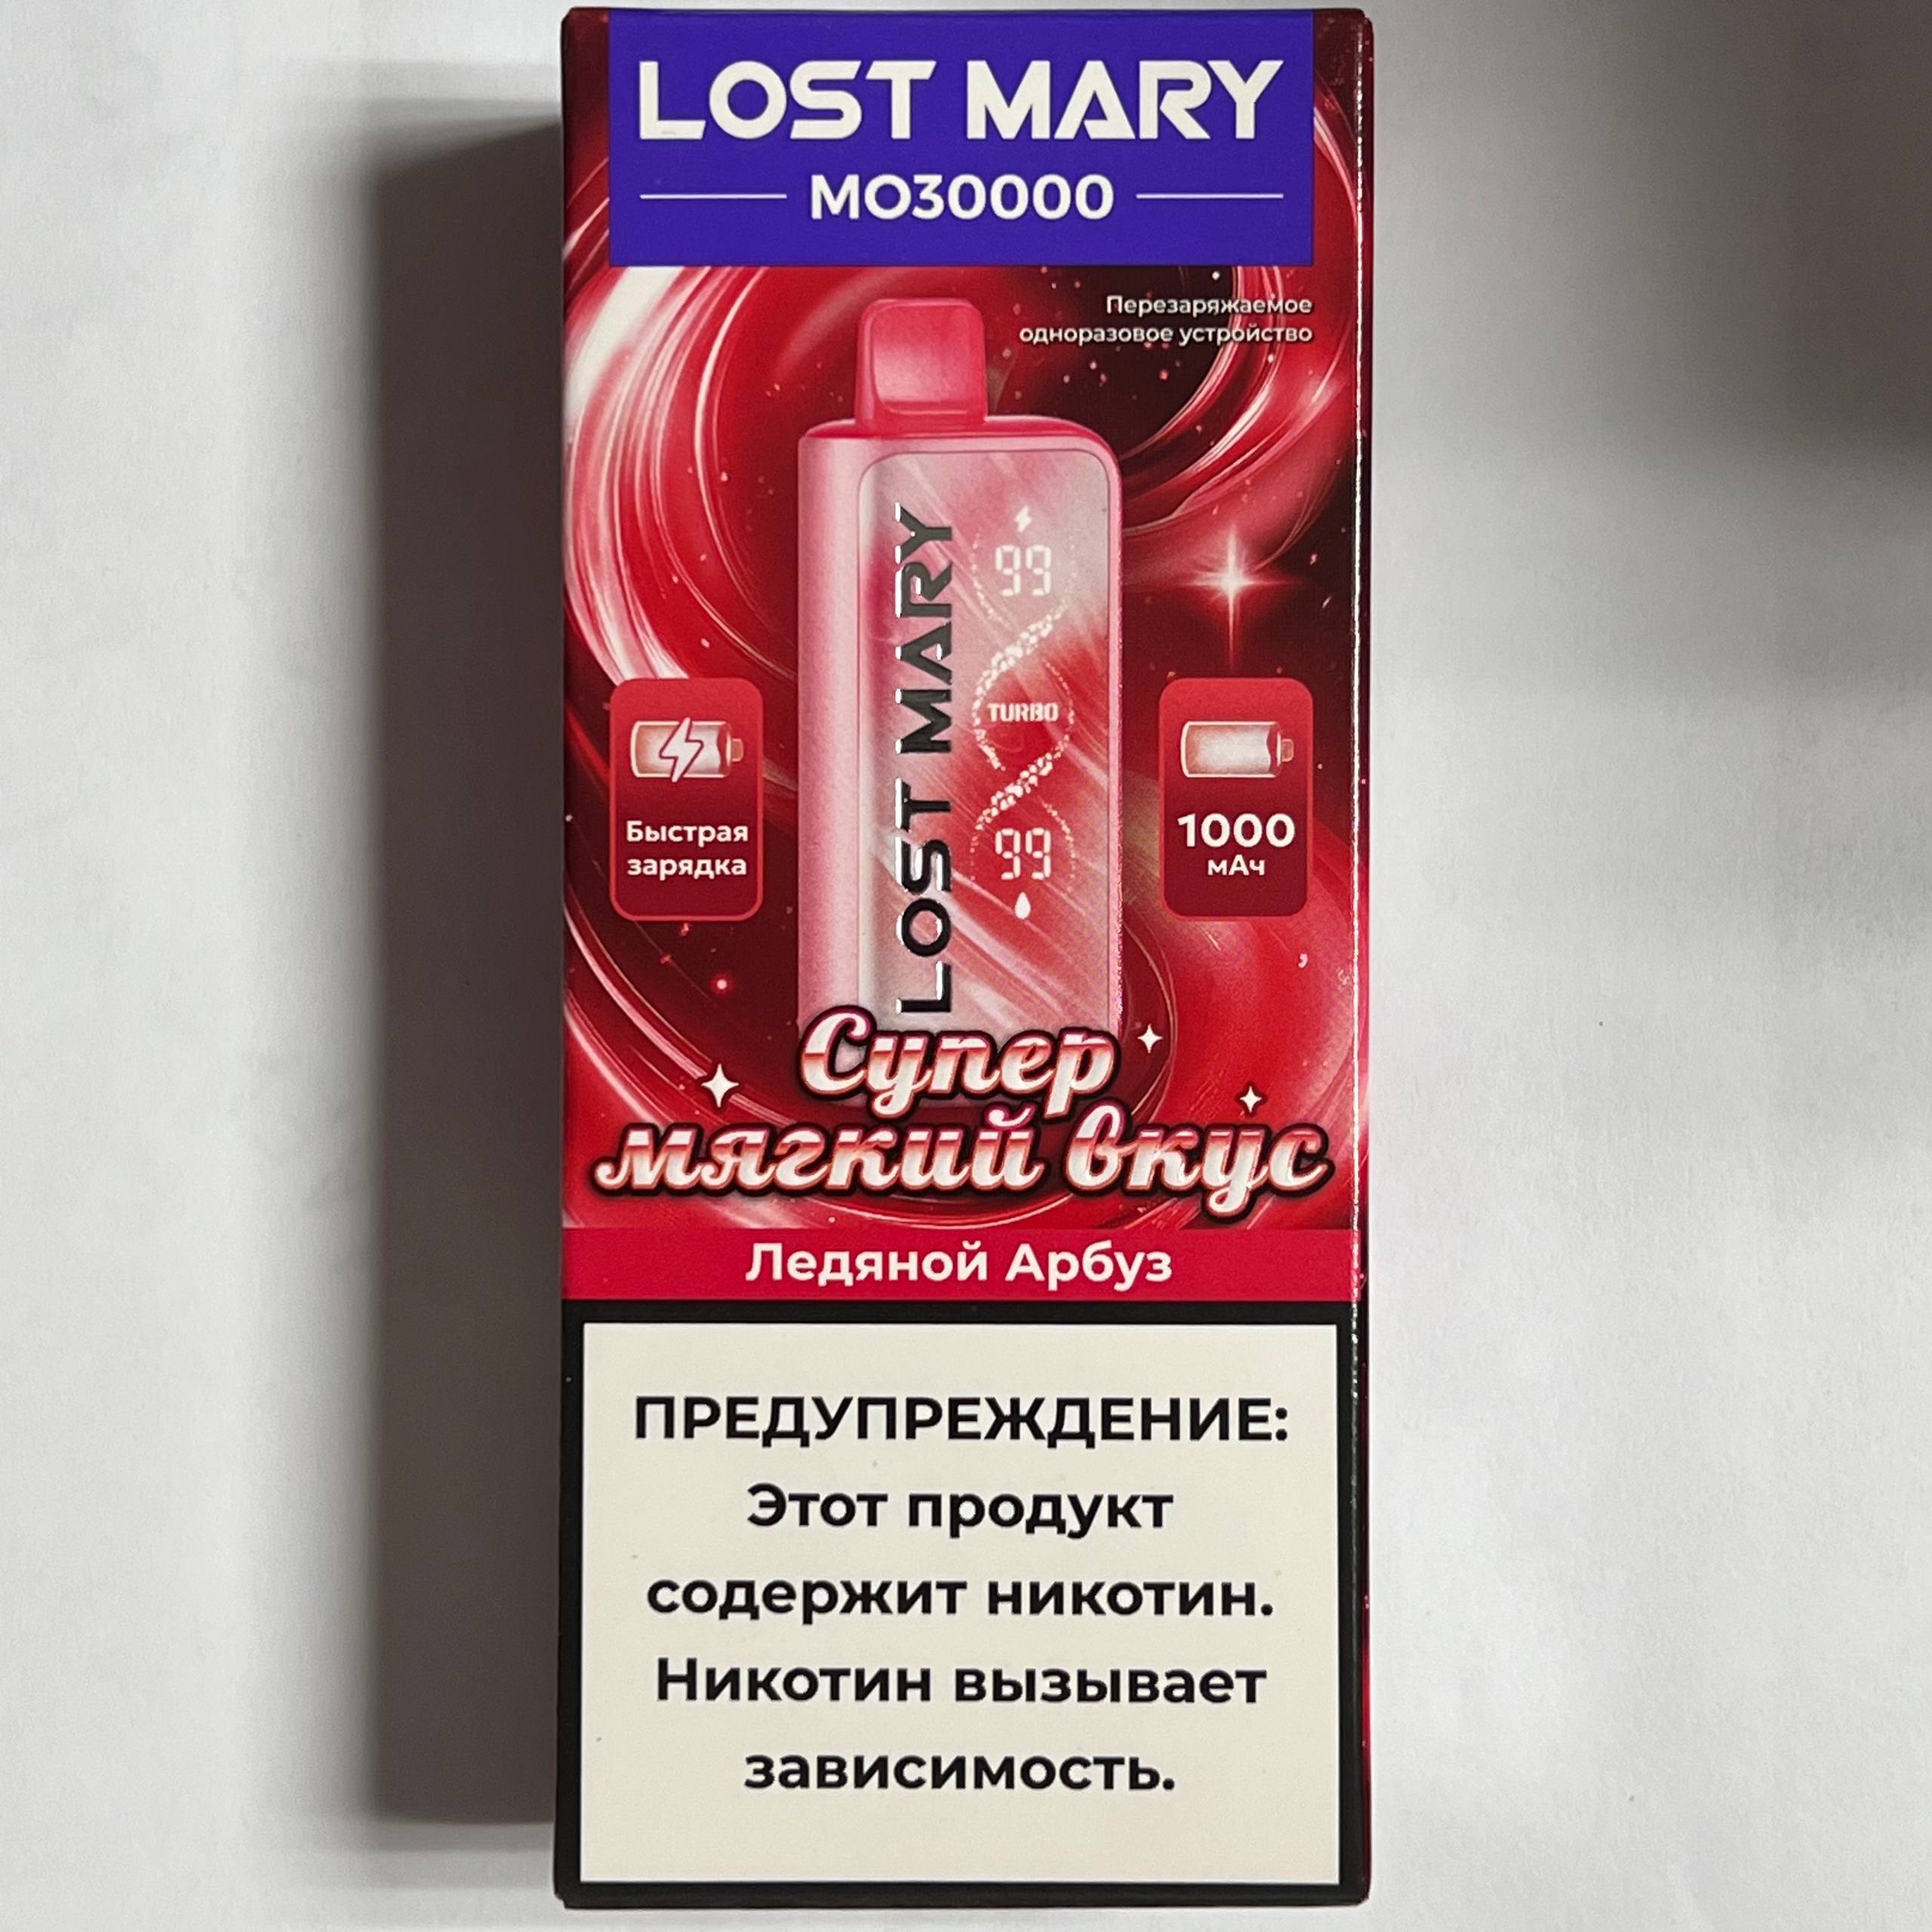 LOST MARY
MO30000
Перезаряжаемое
одноразовое устройство
LOST MARY
99
TURBO
99
Быстрая
зарядка
1000
мАч
Супер
мягкий вкус
Ледяной Арбуз
ПРЕДУПРЕЖДЕНИЕ:
Этот продукт
содержит никотин.
Никотин вызывает
зависимость.